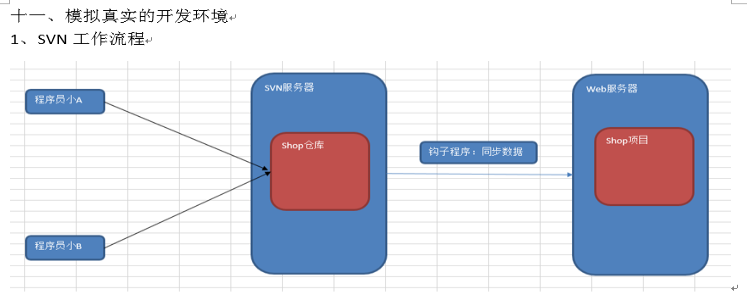 十一、模拟真实的开发环境
1、SVN 工作流程
程序员小A
SVN服务器
Web服务器
Shop仓库
钩子程序：同步数据
Shop项目
程序员小B